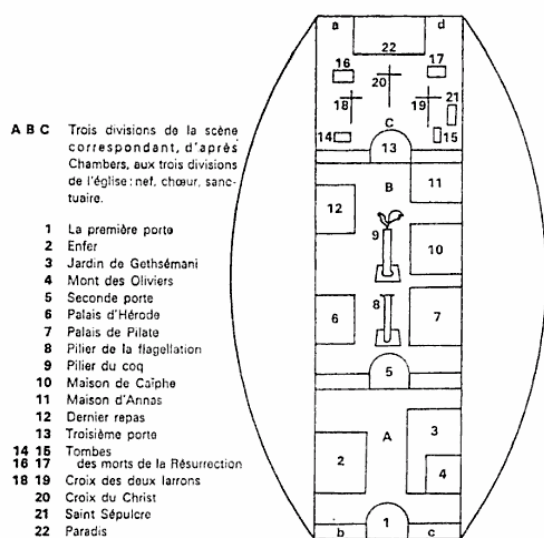 A B C Trois divisions de la scène
correspondant, d'après
Chambers, aux trois divisions
de l'église : nef, chœur, sanc-
tuaire.
1 La première porte
2 Enfer
3 Jardin de Gethsémani
4 Mont des Oliviers
5 Seconde porte
6 Palais d'Hérode
7 Palais de Pilate
8 Pilier de la flagellation
9 Pilier du coq
10 Maison de Caïphe
11 Maison d'Annas
12 Dernier repas
13 Troisième porte
14 15 Tombes
16 17 des morts de la Résurrection
18 19 Croix des deux larrons
20 Croix du Christ
21 Saint Sépulcre
22 Paradis
a d
22
16 17
20
18 19 21
C
14 15
13
B 11
12
9
10
8
6 7
5
A 3
2
4
1
b c